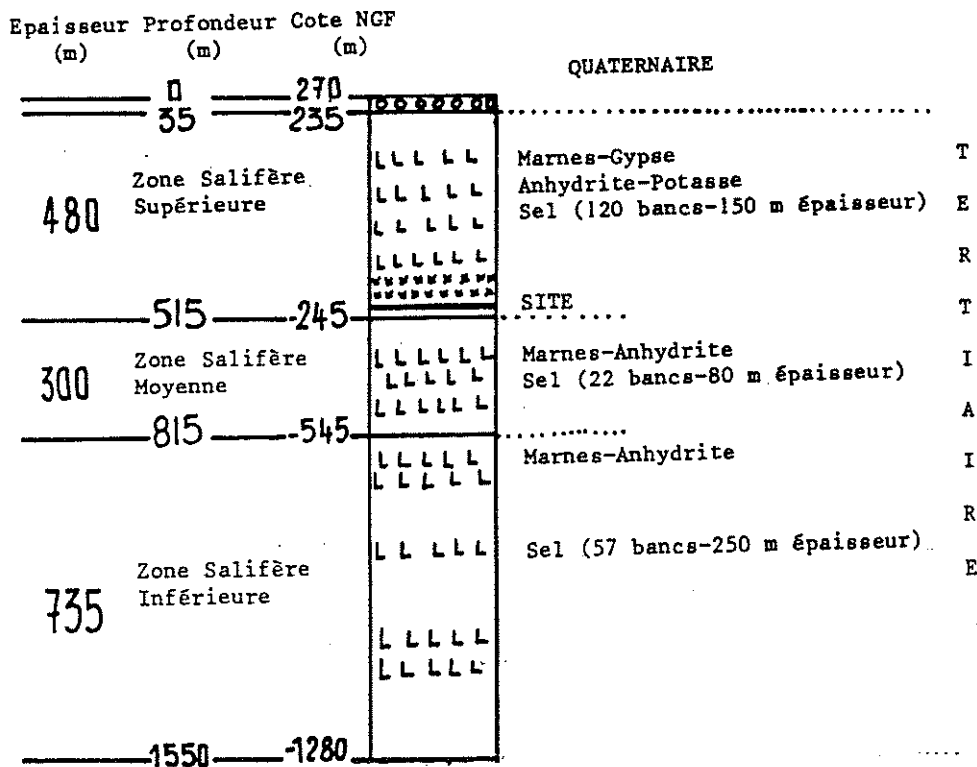 Epaisseur Profondeur Cote NGF
(m) (m) (m)
QUATERNAIRE
0 270
35 235
Marnes-Gypse
Anhydrite-Potasse
Sel (120 bancs-150 m épaisseur)
Zone Salifère
Supérieure
480
SITE
515 -245
Marnes-Anhydrite
Sel (22 bancs-80 m épaisseur)
Zone Salifère
Moyenne
300
815 -545
Marnes-Anhydrite
Sel (57 bancs-250 m épaisseur)
Zone Salifère
Inférieure
735
1550 -1280
T
E
R
T
I
A
I
R
E